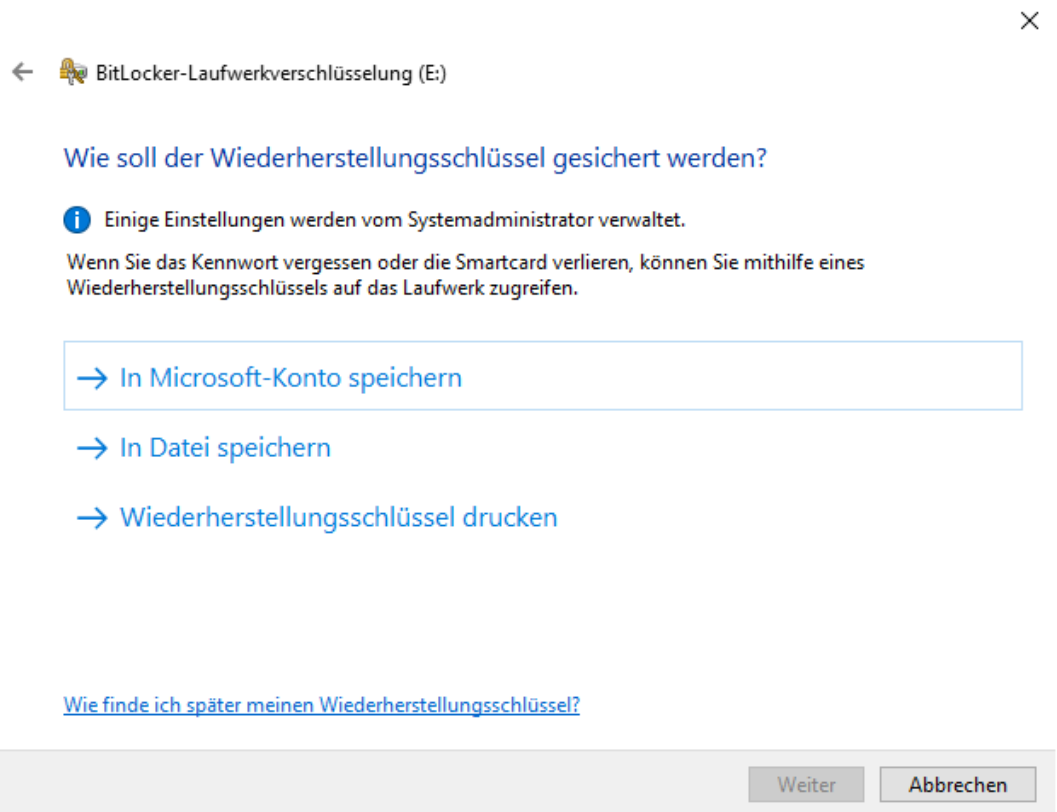 BitLocker-Laufwerkverschlüsselung (E:)
Wie soll der Wiederherstellungsschlüssel gesichert werden?
Einige Einstellungen werden vom Systemadministrator verwaltet.
Wenn Sie das Kennwort vergessen oder die Smartcard verlieren, können Sie mithilfe eines
Wiederherstellungsschlüssels auf das Laufwerk zugreifen.
In Microsoft-Konto speichern
In Datei speichern
Wiederherstellungsschlüssel drucken
Wie finde ich später meinen Wiederherstellungsschlüssel?
Weiter
Abbrechen